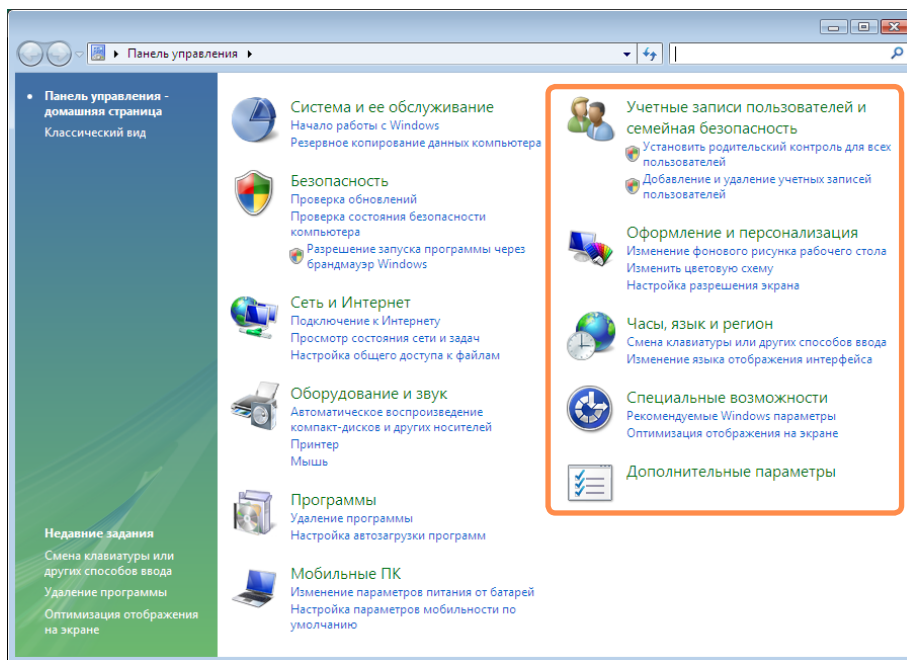 Панель управления
Панель управления -
домашняя страница
Классический вид
Система и ее обслуживание
Начало работы с Windows
Резервное копирование данных компьютера
Безопасность
Проверка обновлений
Проверка состояния безопасности
компьютера
Разрешение запуска программы через
брандмауэр Windows
Сеть и Интернет
Подключение к Интернету
Просмотр состояния сети и задач
Настройка общего доступа к файлам
Оборудование и звук
Автоматическое воспроизведение
компакт-дисков и других носителей
Принтер
Мышь
Программы
Удаление программы
Настройка автозагрузки программ
Мобильные ПК
Изменение параметров питания от батарей
Настройка параметров мобильности по
умолчанию
Учетные записи пользователей и
семейная безопасность
Установить родительский контроль для всех
пользователей
Добавление и удаление учетных записей
пользователей
Оформление и персонализация
Изменение фонового рисунка рабочего стола
Изменить цветовую схему
Настройка разрешения экрана
Часы, язык и регион
Смена клавиатуры или других способов ввода
Изменение языка отображения интерфейса
Специальные возможности
Рекомендуемые Windows параметры
Оптимизация отображения на экране
Дополнительные параметры
Недавние задания
Смена клавиатуры или
других способов ввода
Удаление программы
Оптимизация отображения
на экране